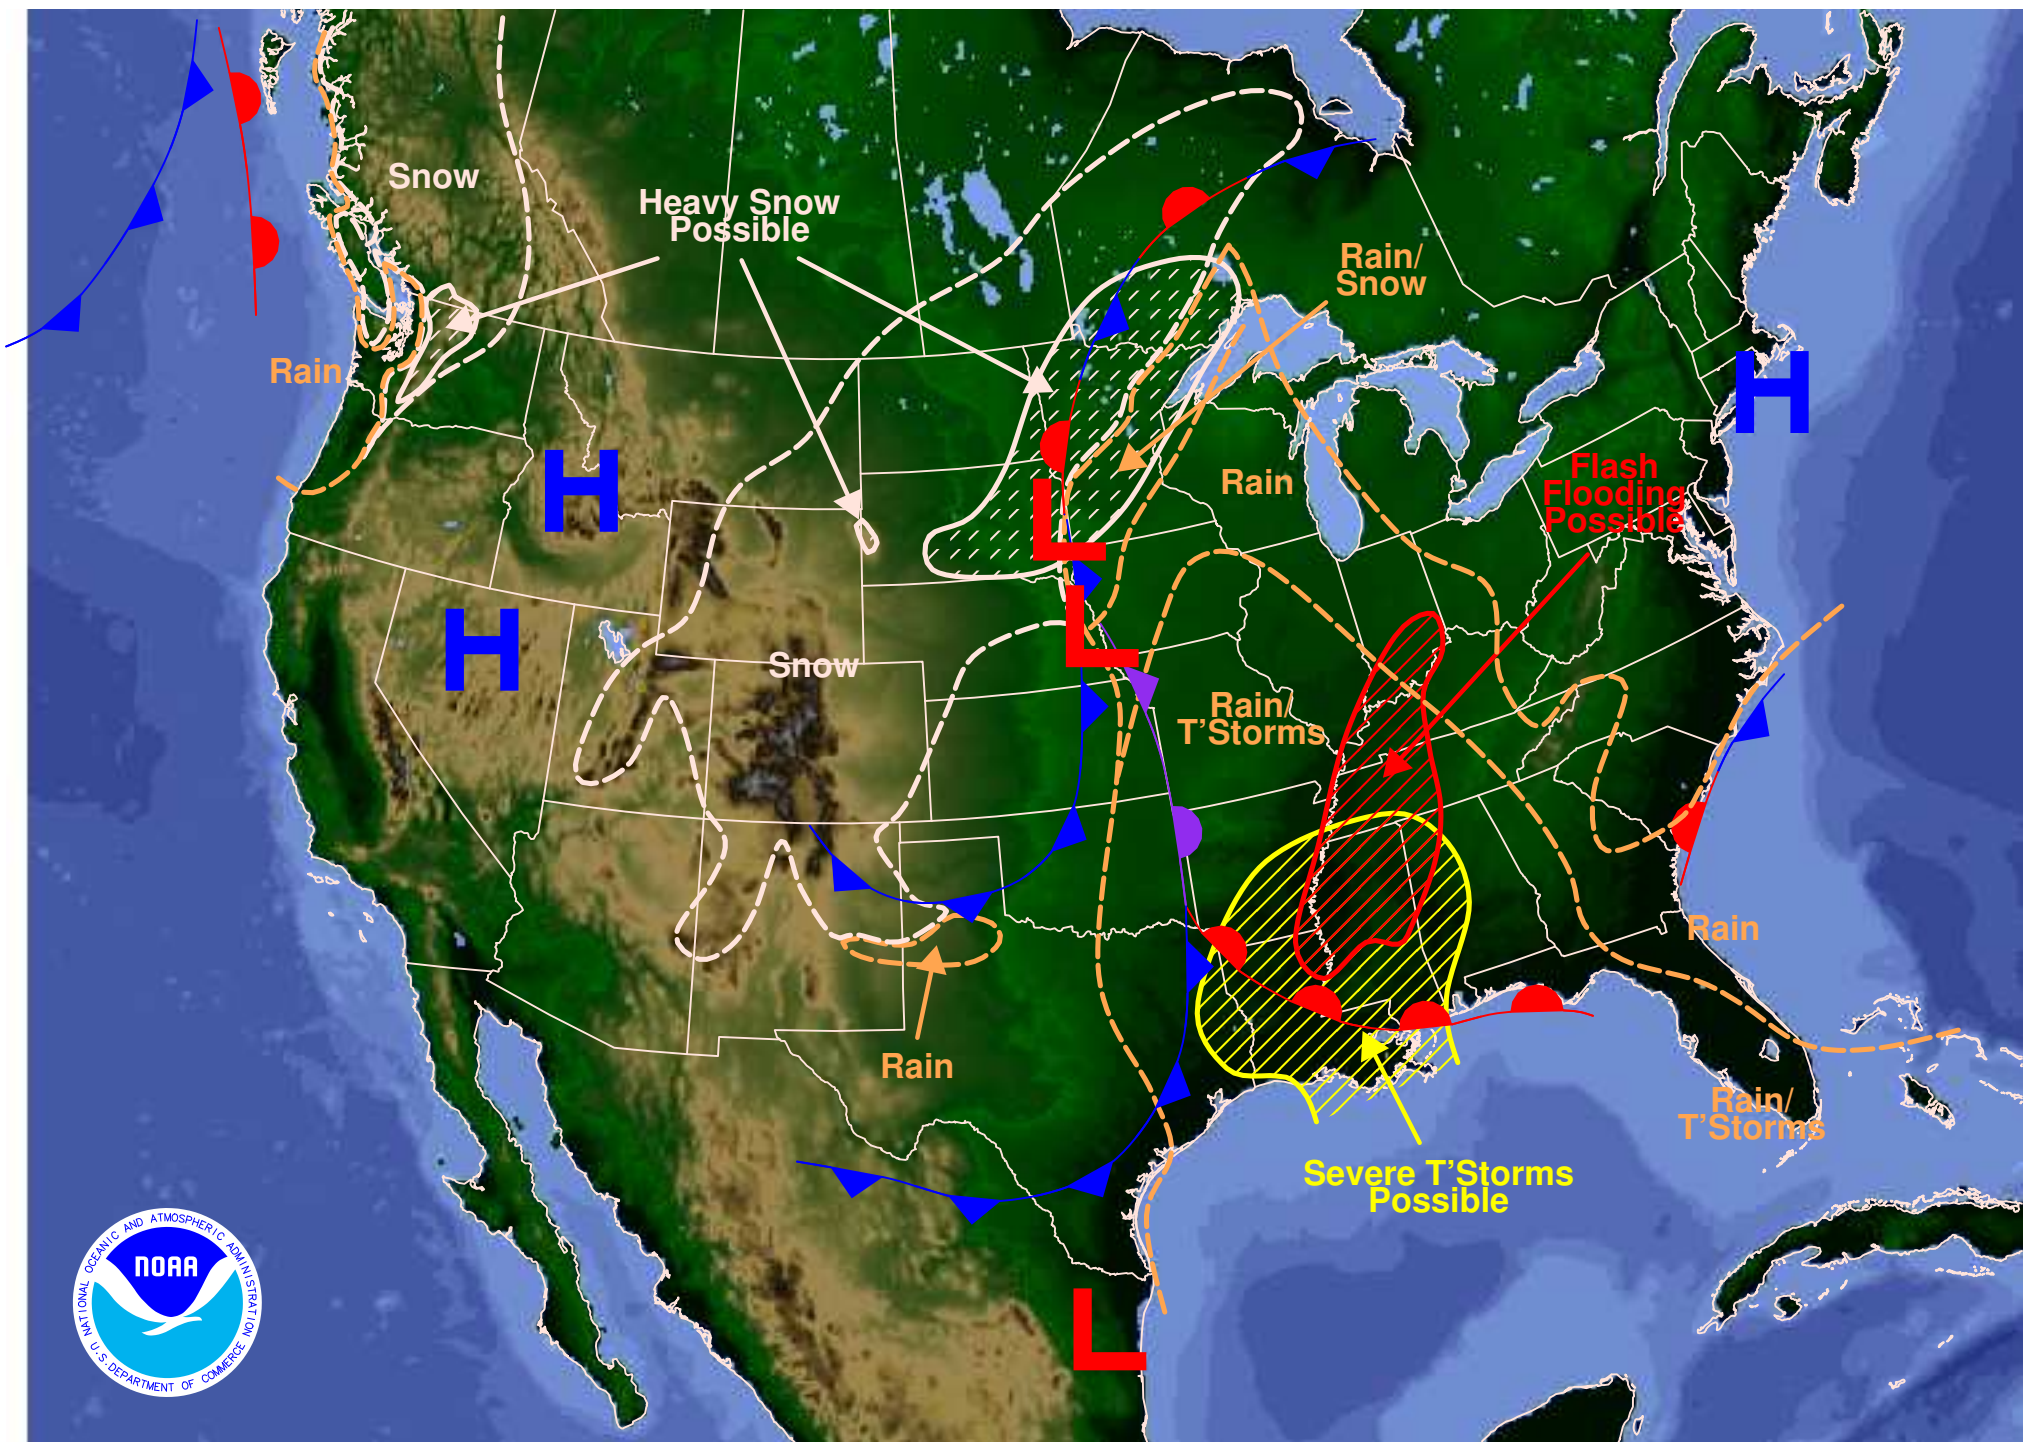 Snow
Heavy Snow
Possible
Rain/
Snow
Rain
H
Flash
Flooding
Possible
Rain
H
L
H
L
Snow
Rain/
T'Storms
Rain
Rain
Rain/
T'Storms
Severe T'Storms
Possible
L
NATIONAL OCEANIC AND ATMOSPHERIC ADMINISTRATION
NOAA
U.S. DEPARTMENT OF COMMERCE